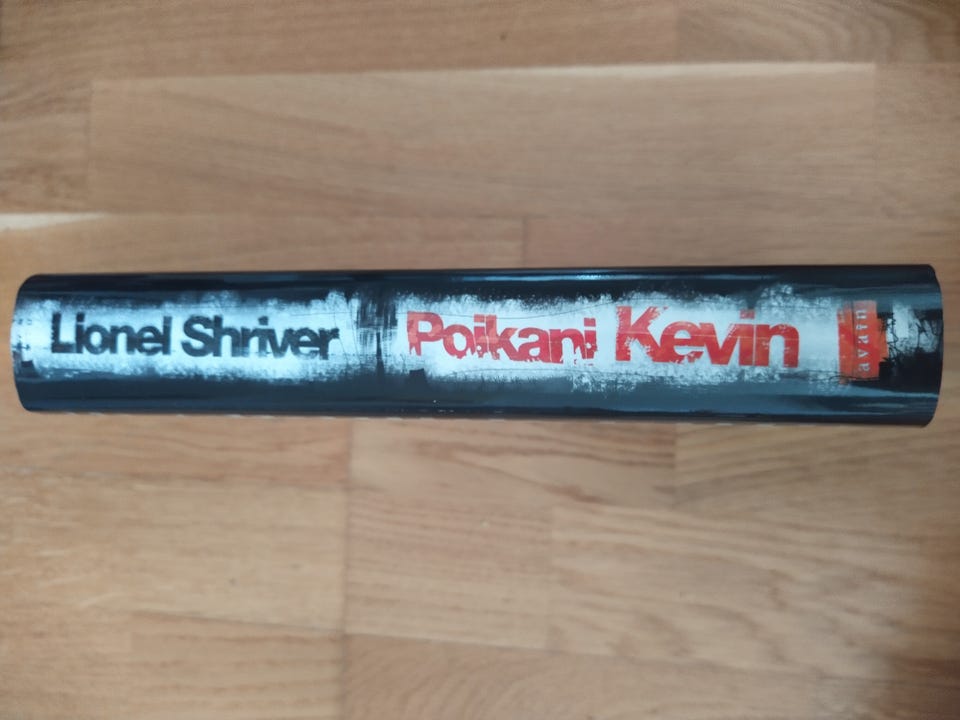 Lionel Shriver
Poikani Kevin
avain